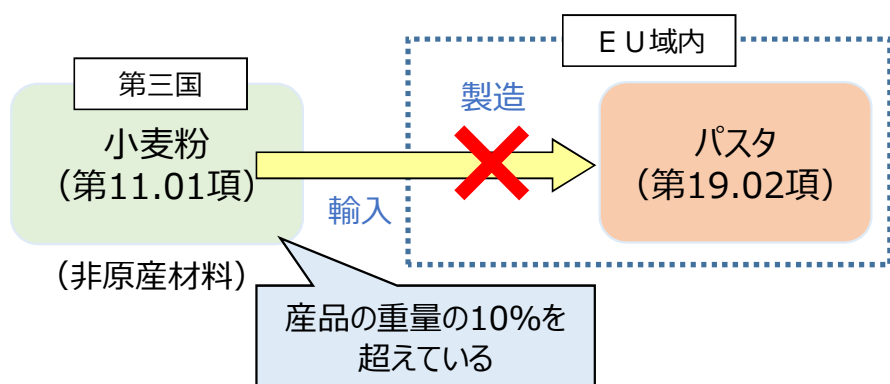 ＥＵ域内
第三国
製造
小麦粉
（第11.01項）
パスタ
（第19.02項）
輸入
（非原産材料）
産品の重量の10%を
超えている